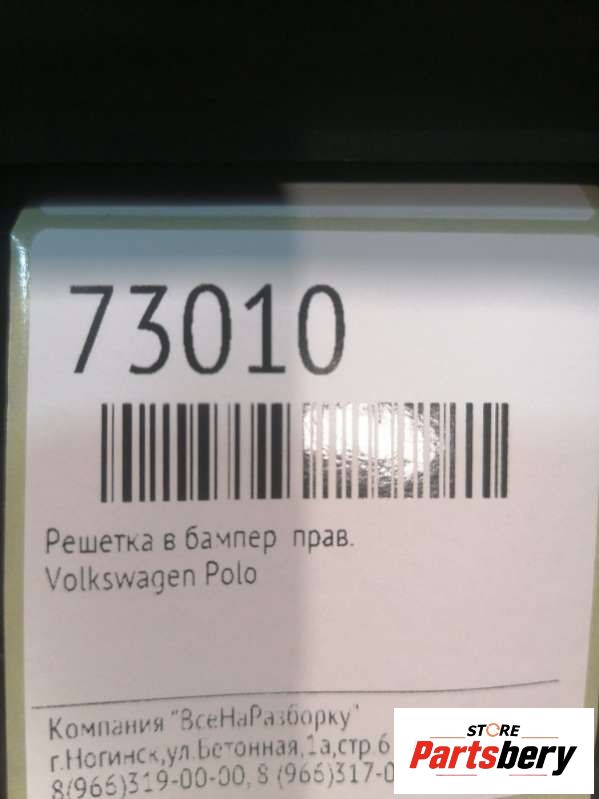 73010
Решетка в бампер прав.
Volkswagen Polo
Компания "ВсеНаРазборку"
г.Ногинск,ул.Бетонная,1а,стр.6
8(966)319-00-00, 8 (966)317-0
STORE
Partsbery